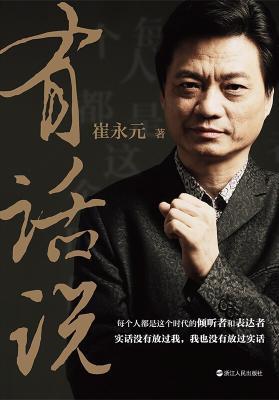 有话说
崔永元 著
每个人都是这个时代的倾听者和表达者
实话没有放过我，我也没有放过实话
浙江人民出版社